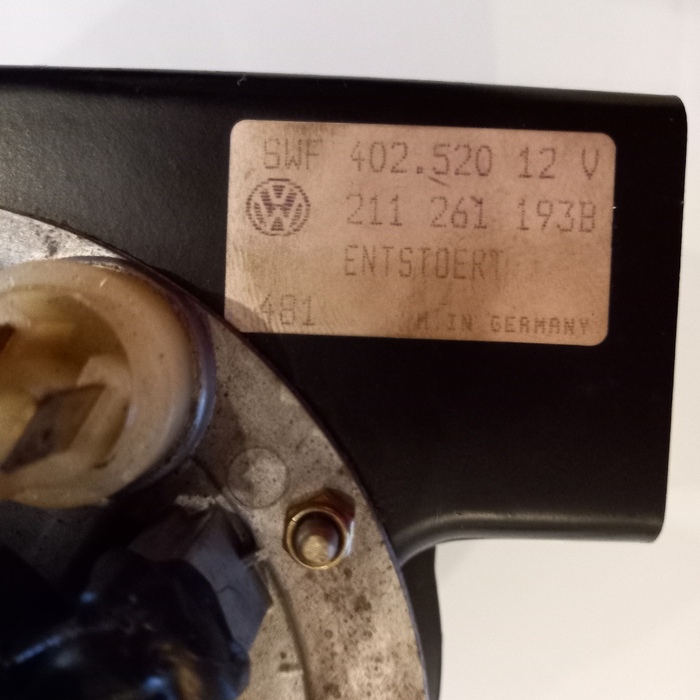 SWF 402.520 12 V
211 261 193B
ENTSTOERT
481
M IN GERMANY